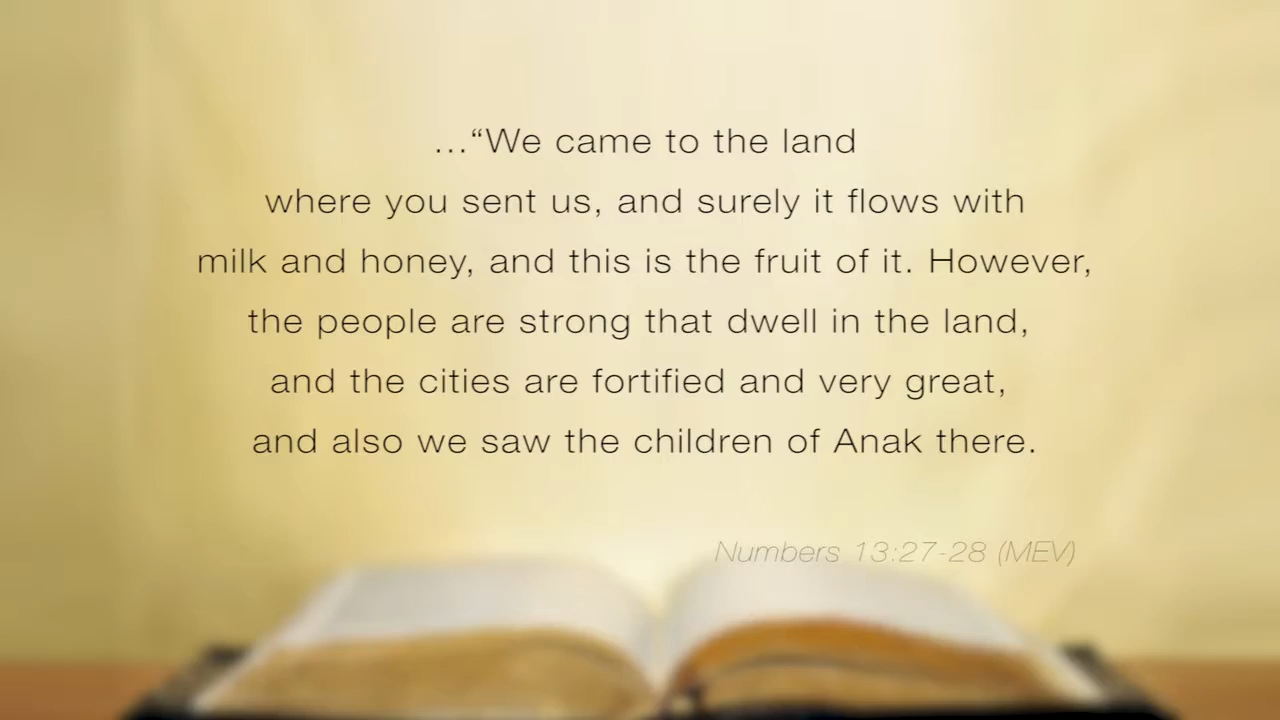 …“We came to the land
where you sent us, and surely it flows with
milk and honey, and this is the fruit of it. However,
the people are strong that dwell in the land,
and the cities are fortified and very great,
and also we saw the children of Anak there.
Numbers 13:27-28 (MEV)